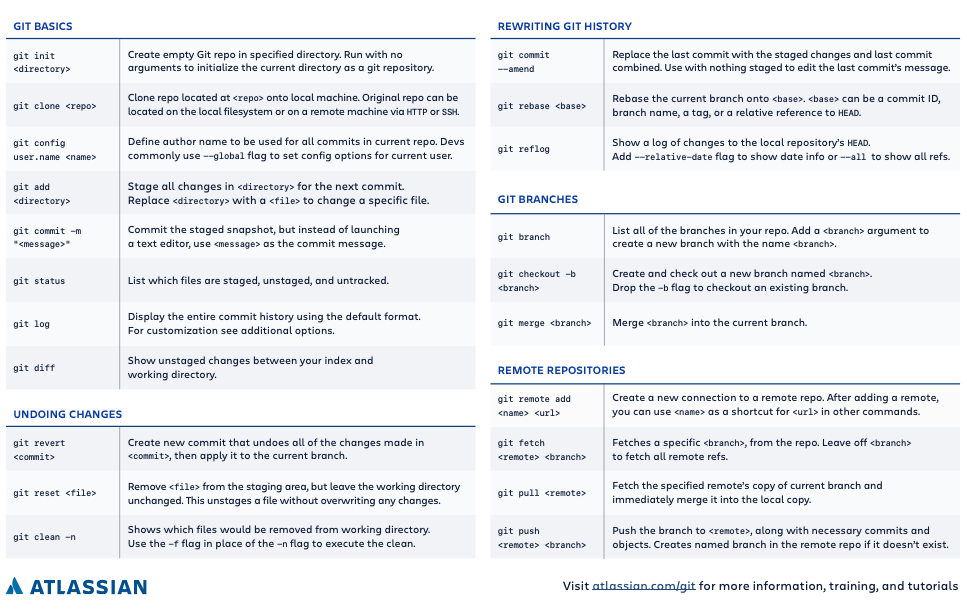 GIT BASICS
git init
<directory>
Create empty Git repo in specified directory. Run with no
arguments to initialize the current directory as a git repository.
git clone <repo>
Clone repo located at <repo> onto local machine. Original repo can be
located on the local filesystem or on a remote machine via HTTP or SSH.
git config
user.name <name>
Define author name to be used for all commits in current repo. Devs
commonly use --global flag to set config options for current user.
git add
<directory>
Stage all changes in <directory> for the next commit.
Replace <directory> with a <file> to change a specific file.
git commit -m
"<message>"
Commit the staged snapshot, but instead of launching
a text editor, use <message> as the commit message.
git status
List which files are staged, unstaged, and untracked.
git log
Display the entire commit history using the default format.
For customization see additional options.
git diff
Show unstaged changes between your index and
working directory.
UNDOING CHANGES
git revert
<commit>
Create new commit that undoes all of the changes made in
<commit>, then apply it to the current branch.
git reset <file>
Remove <file> from the staging area, but leave the working directory
unchanged. This unstages a file without overwriting any changes.
git clean -n
Shows which files would be removed from working directory.
Use the -f flag in place of the -n flag to execute the clean.
REWRITING GIT HISTORY
git commit
--amend
Replace the last commit with the staged changes and last commit
combined. Use with nothing staged to edit the last commit's message.
git rebase <base>
Rebase the current branch onto <base>. <base> can be a commit ID,
branch name, a tag, or a relative reference to HEAD.
git reflog
Show a log of changes to the local repository's HEAD.
Add --relative-date flag to show date info or --all to show all refs.
GIT BRANCHES
git branch
List all of the branches in your repo. Add a <branch> argument to
create a new branch with the name <branch>.
git checkout -b
<branch>
Create and check out a new branch named <branch>.
Drop the -b flag to checkout an existing branch.
git merge <branch>
Merge <branch> into the current branch.
REMOTE REPOSITORIES
git remote add
<name> <url>
Create a new connection to a remote repo. After adding a remote,
you can use <name> as a shortcut for <url> in other commands.
git fetch
<remote> <branch>
Fetches a specific <branch>, from the repo. Leave off <branch>
to fetch all remote refs.
git pull <remote>
Fetch the specified remote's copy of current branch and
immediately merge it into the local copy.
git push
<remote> <branch>
Push the branch to <remote>, along with necessary commits and
objects. Creates named branch in the remote repo if it doesn't exist.
ATLASSIAN
Visit atlassian.com/git for more information, training, and tutorials